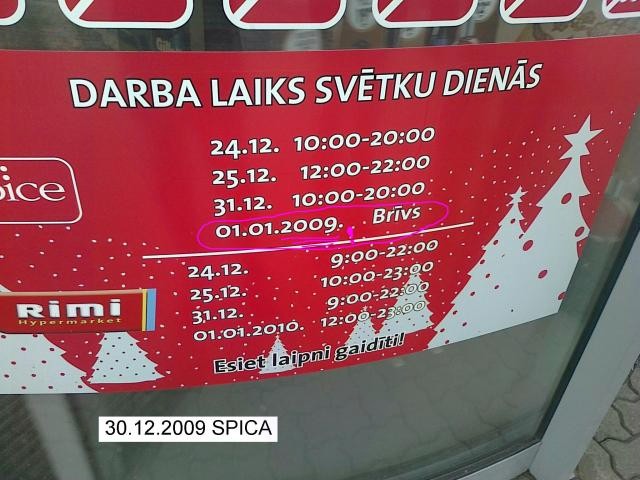 DARBA LAIKS SVĒTKU DIENĀS
24.12. 10:00-20:00
25.12. 12:00-22:00
31.12. 10:00-20:00
01.01.2009. Brīvs
ice
24.12. 9:00-22:00
25.12. 10:00-23:00
31.12. 9:00-22:00
01.01.2010. 12:00-23:00
Rimi
Hypermarket
Esiet laipni gaidīti!
30.12.2009 SPICA